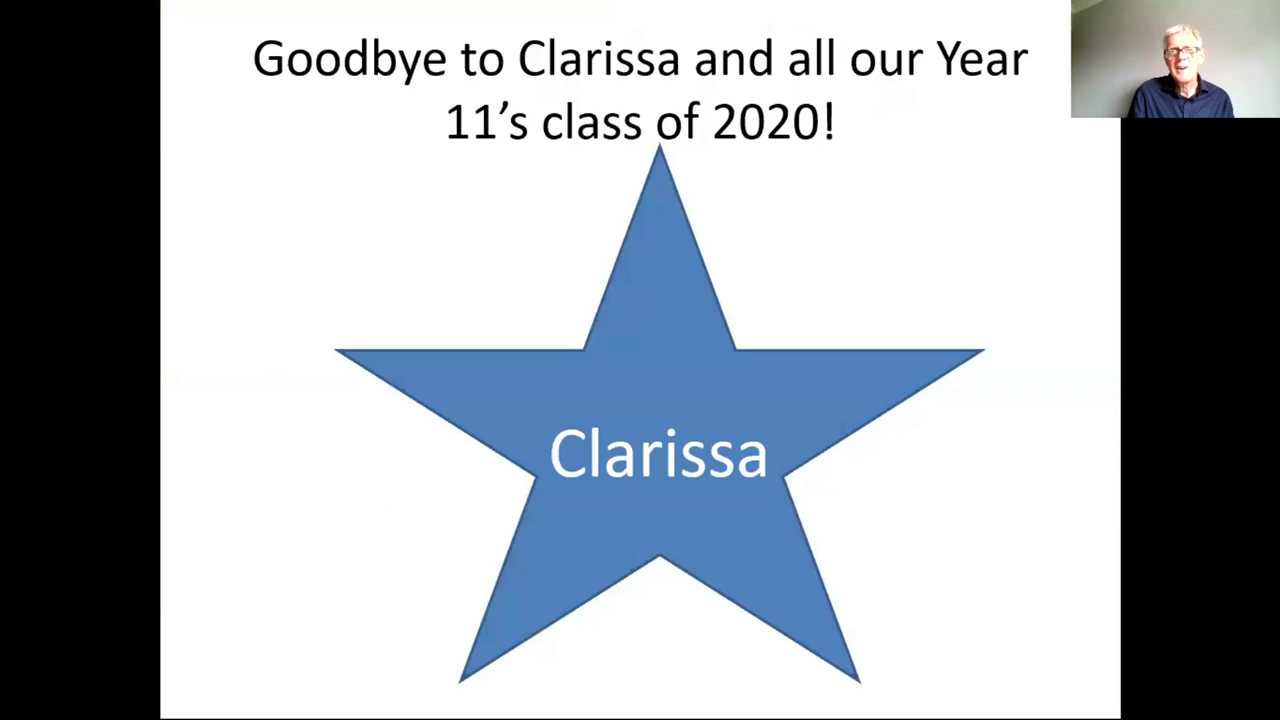 Goodbye to Clarissa and all our Year
11’s class of 2020!
Clarissa